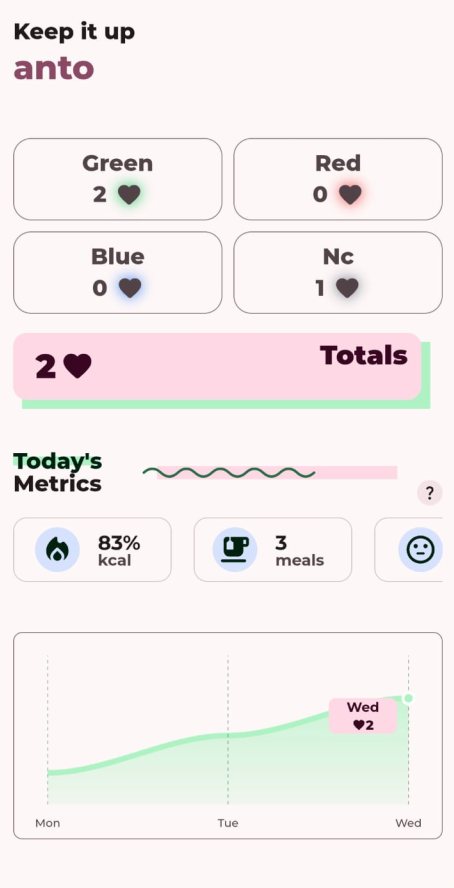 Keep it up
anto
Green
2
Red
0
Blue
0
Nc
1
2
Totals
Today's
Metrics
?
83%
kcal
3
meals
Wed
2
Mon
Tue
Wed